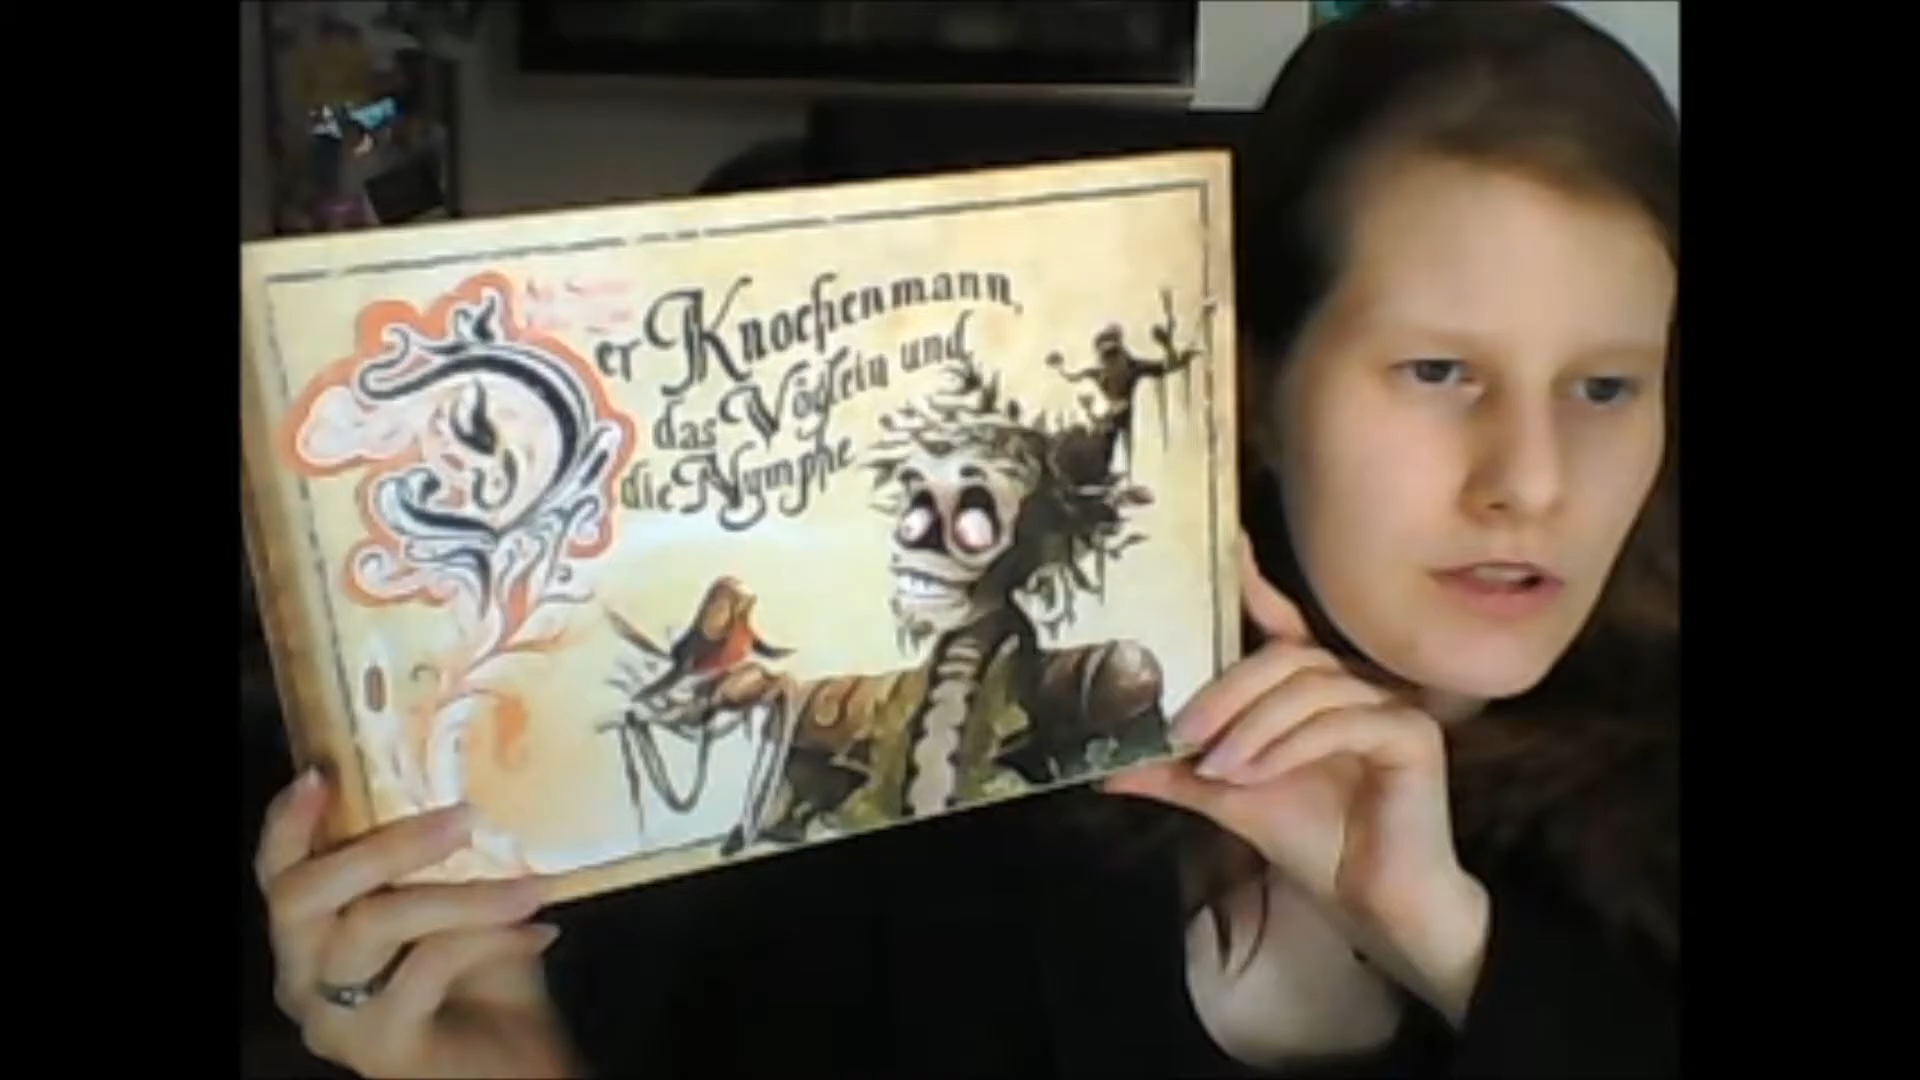 Der Knochenmann,
das Vöglein und
die Nymphe